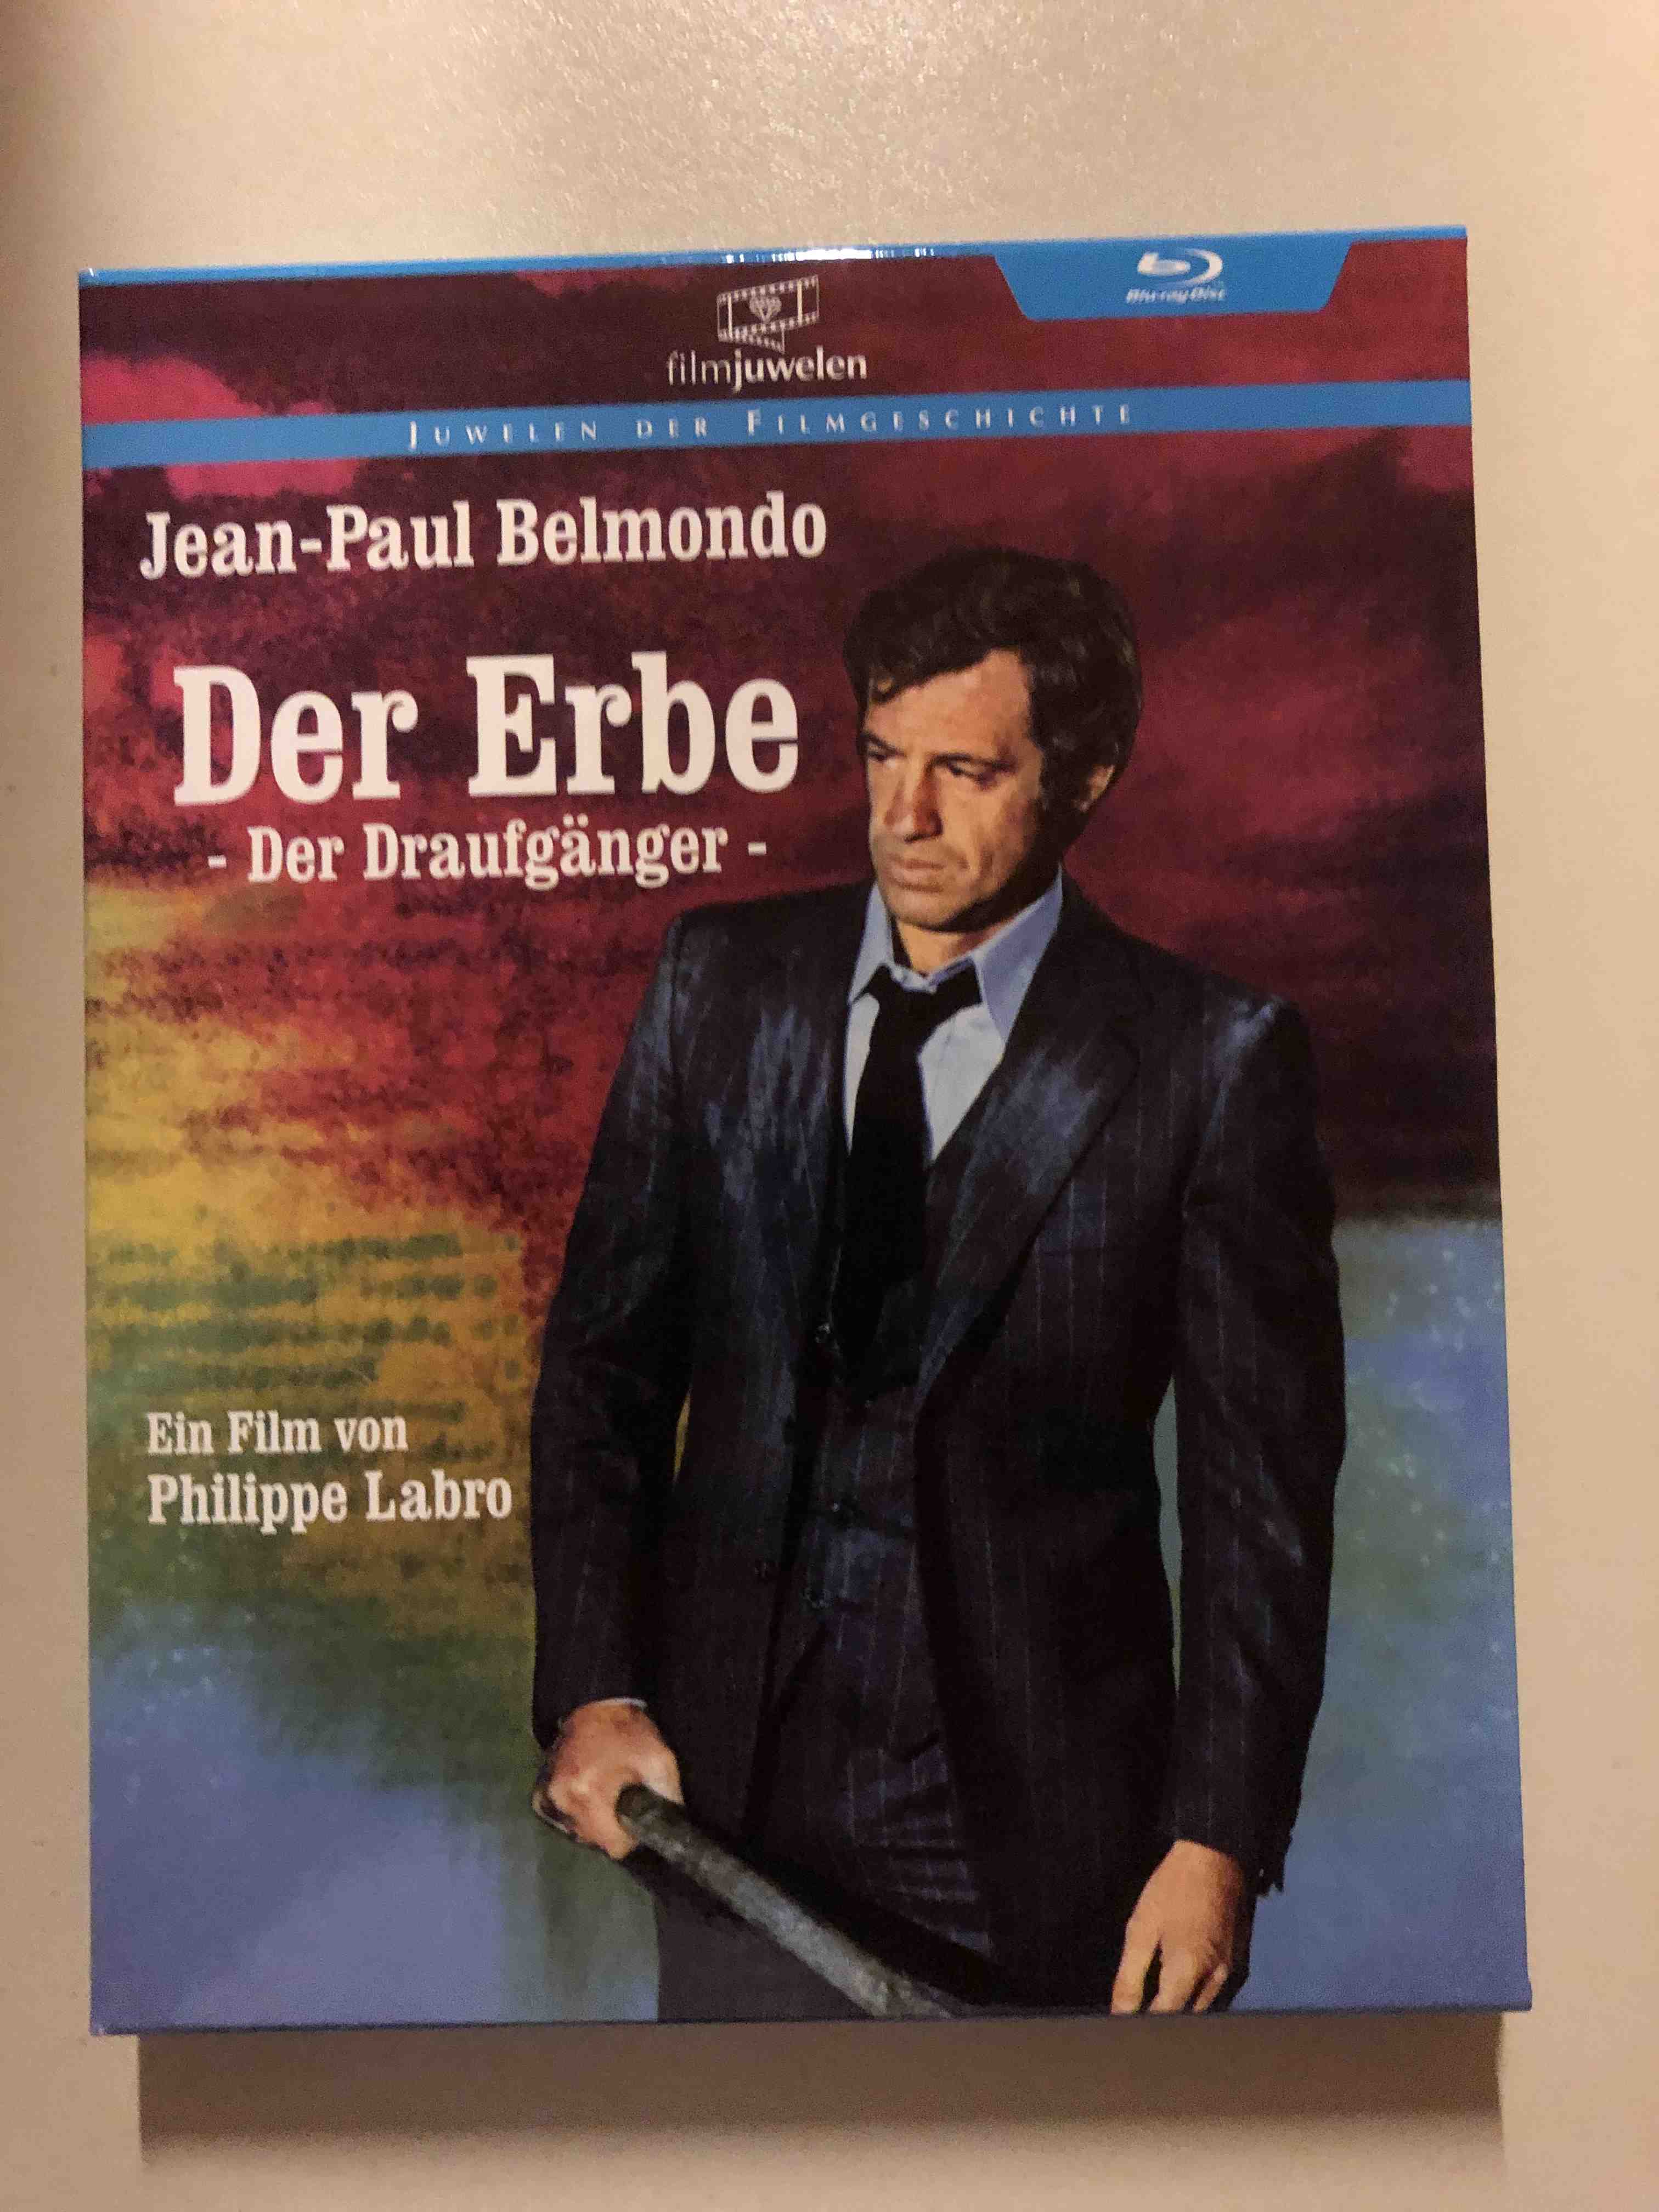 Blu-ray Disc
filmjuwelen
JUWELEN DER FILMGESCHICHTE
Jean-Paul Belmondo
Der Erbe
- Der Draufgänger -
Ein Film von
Philippe Labro